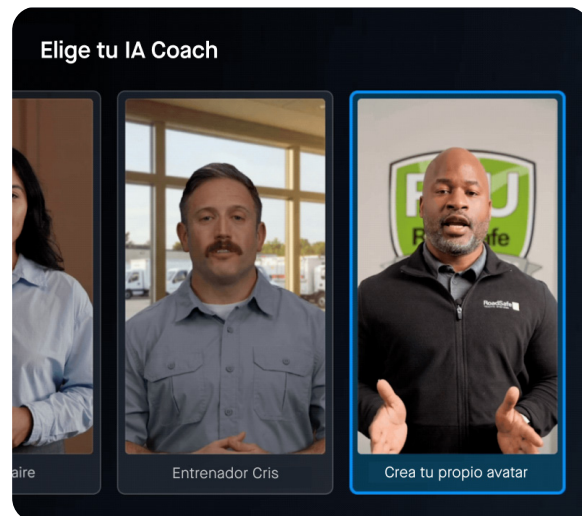 Elige tu IA Coach
RoadSafe
aire
Entrenador Cris
Crea tu propio avatar